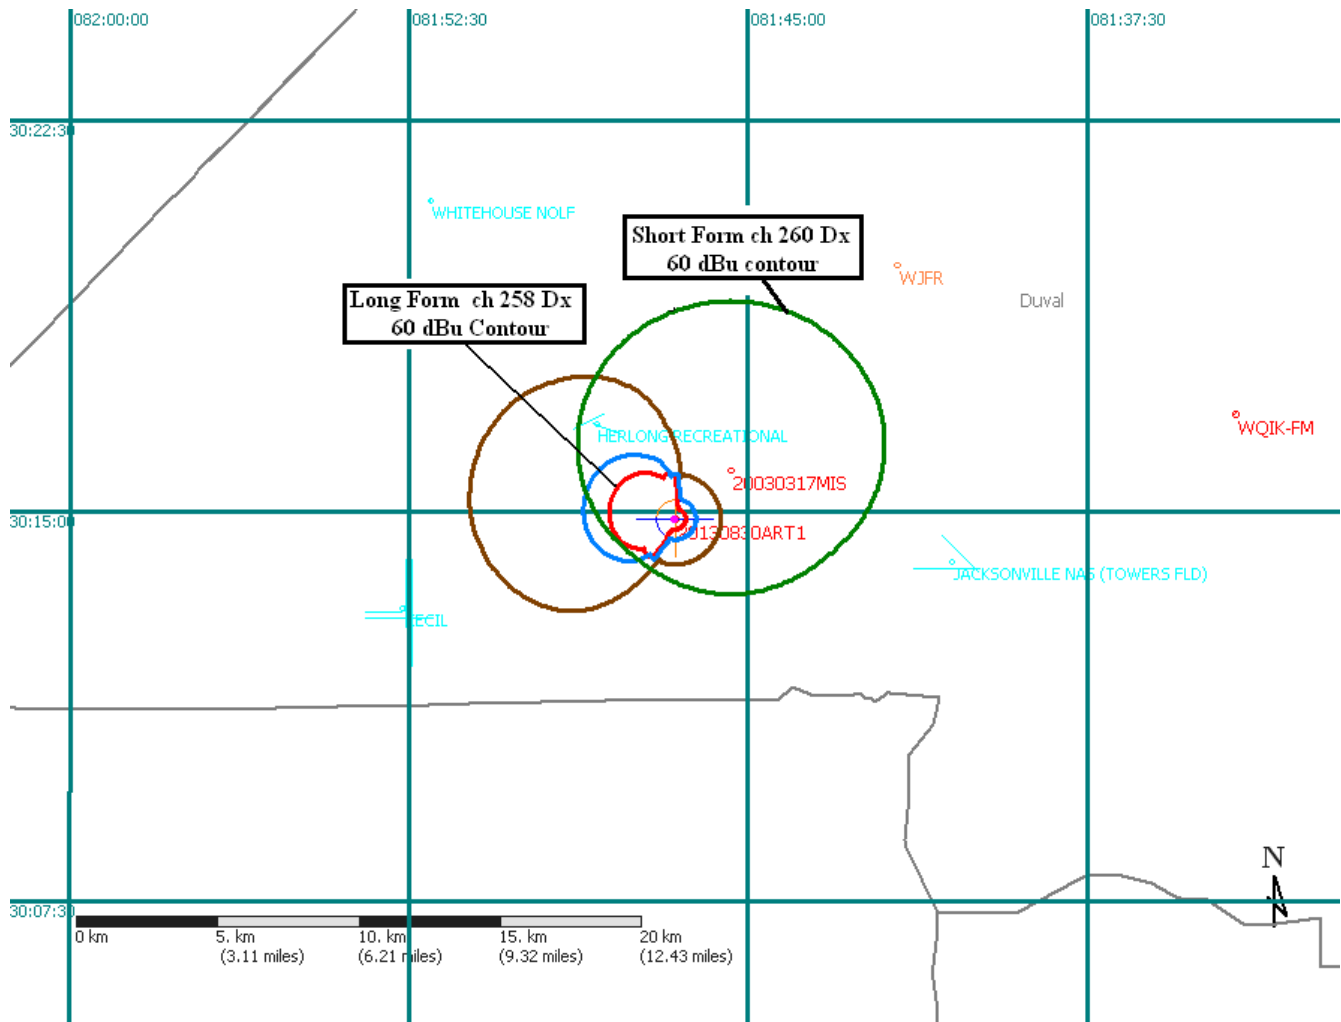 082:00:00
081:52:30
081:45:00
081:37:30
30:22:30
WHITEHOUSE NOLF
Short Form ch 260 Dx
60 dBu contour
WJFR
Duval
Long Form ch 258 Dx
60 dBu Contour
HERLONG RECREATIONAL
WQIK-FM
20030317MIS
30:15:00
20130830ART1
JACKSONVILLE NAS (TOWERS FLD)
CECIL
N
30:07:30
0 km
5. km
10. km
15. km
20 km
(3.11 miles)
(6.21 miles)
(9.32 miles)
(12.43 miles)